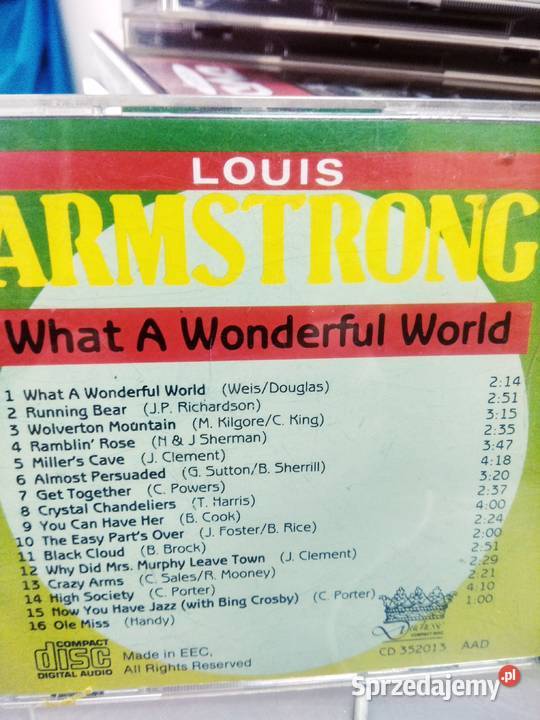 LOUIS
ARMSTRONG
What A Wonderful World
1 What A Wonderful World (Weis/Douglas) 2:14
2 Running Bear (J.P. Richardson) 2:51
3 Wolverton Mountain (M. Kilgore/C. King) 3:15
4 Ramblin' Rose (N & J Sherman) 2:35
5 Miller's Cave (J. Clement) 3:47
6 Almost Persuaded (G. Sutton/B. Sherrill) 4:18
7 Get Together (C. Powers) 3:20
8 Crystal Chandeliers (T. Harris) 2:37
9 You Can Have Her (B. Cook) 4:00
10 The Easy Part's Over (J. Foster/B. Rice) 2:24
11 Black Cloud (B. Brock) 2:00
12 Why Did Mrs. Murphy Leave Town (J. Clement) 2:51
13 Crazy Arms (C. Sales/R. Mooney) 2:29
14 High Society (C. Porter) 2:21
15 Now You Have Jazz (with Bing Crosby) (C. Porter) 4:10
16 Ole Miss (Handy) 1:00
COMPACT
disc
DIGITAL AUDIO
Made in EEC,
All Rights Reserved
COMPACT DISC
CD 352013 AAD
Sprzedajemy.pl